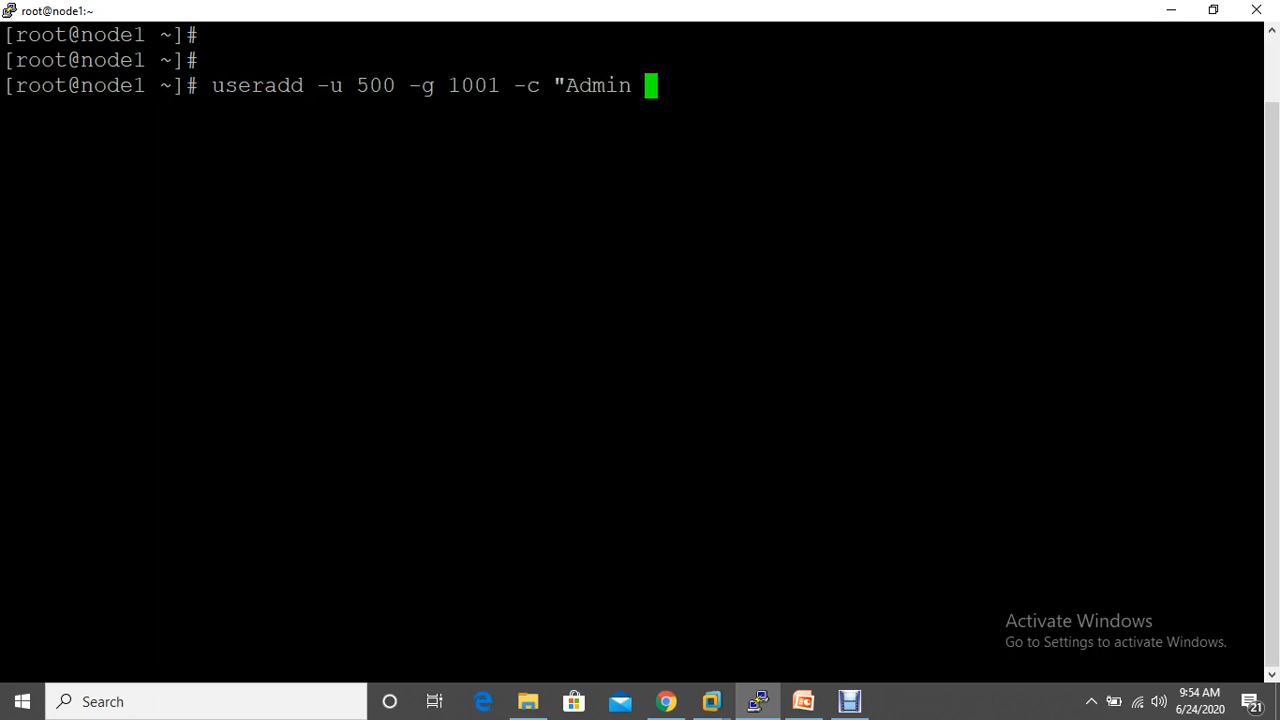 root@node1:~
[root@node1 ~]#
[root@node1 ~]#
[root@node1 ~]# useradd -u 500 -g 1001 -c "Admin
Activate Windows
Go to Settings to activate Windows.
Search
9:54 AM
6/24/2020
21